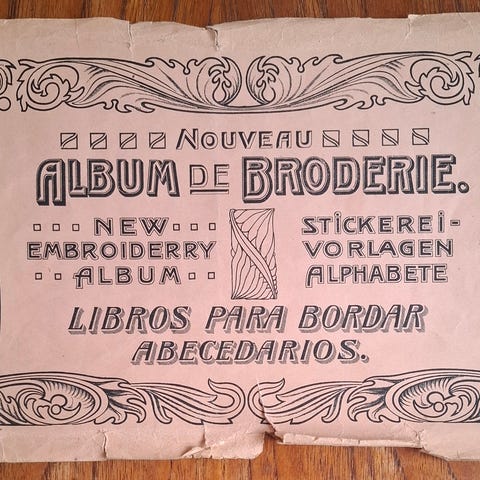 NOUVEAU
ALBUM DE BRODERIE.
NEW
EMBROIDERRY
ALBUM
STiCKEREi-
VORLAGEN
ALPHABETE
LIBROS PARA BORDAR
ABECEDARIOS.